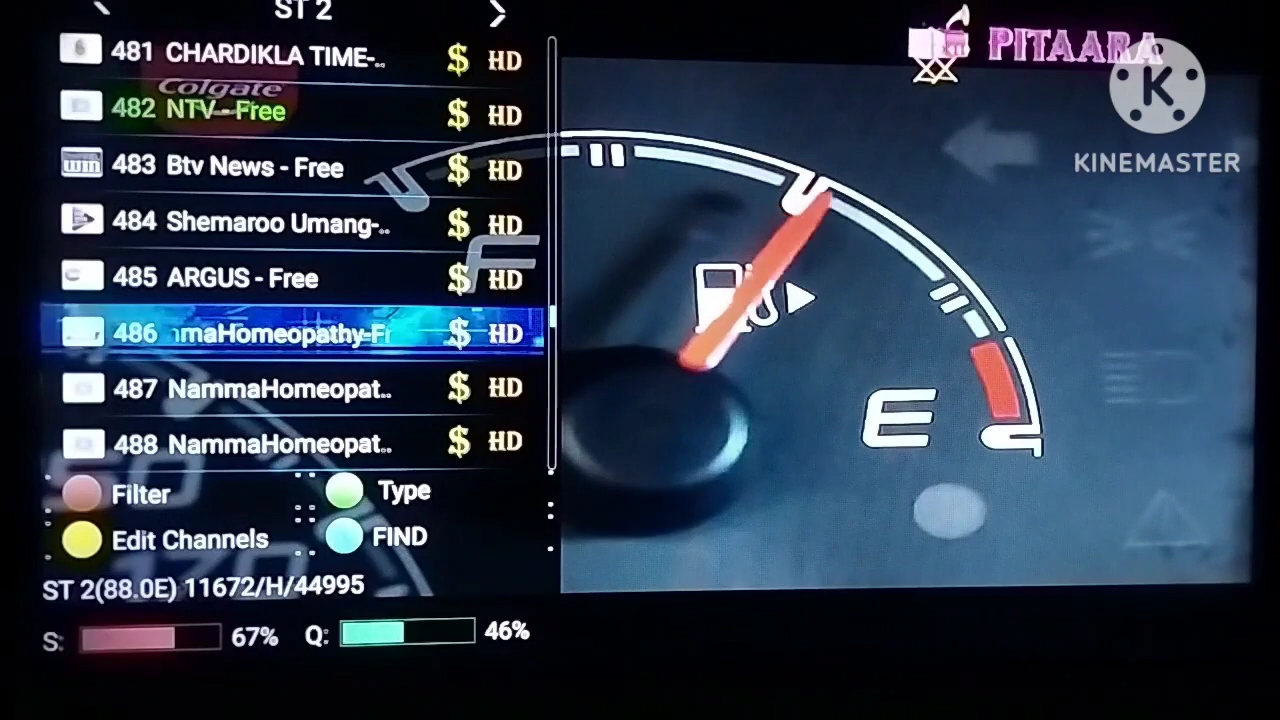 ST 2
481 CHARDIKLA TIME-.. $ HD
Colgate
482 NTV - Free $ HD
483 Btv News - Free $ HD
484 Shemaroo Umang-.. $ HD
485 ARGUS - Free $ HD
486 mmaHomeopathy-Fr $ HD
487 NammaHomeopat.. $ HD
488 NammaHomeopat.. $ HD
Filter
Type
Edit Channels
FIND
ST 2(88.0E) 11672/H/44995
S: 67% Q: 46%
PITAARA
K
KINEMASTER
F
E